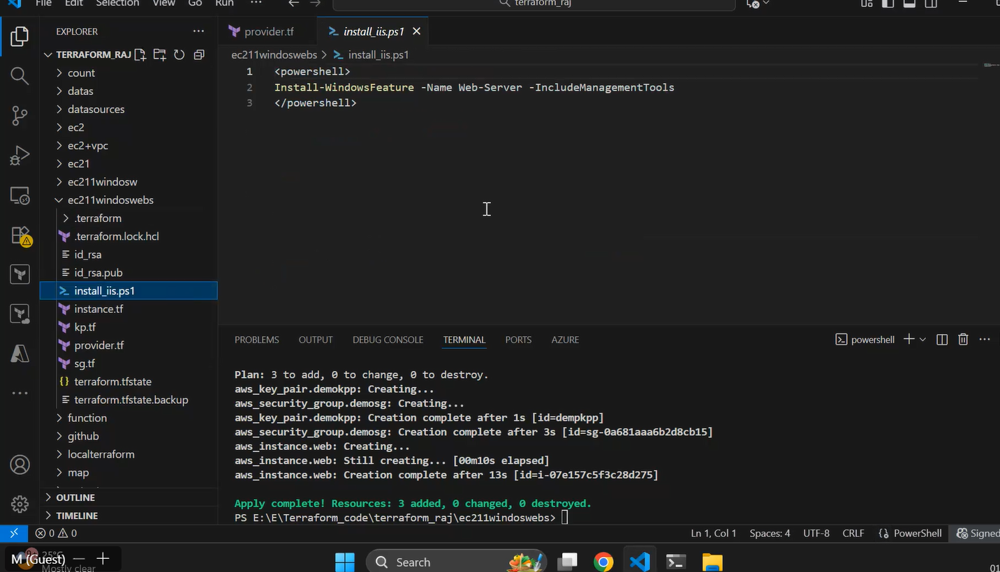 File Edit Selection View Go Run ...
terraform_raj
EXPLORER
provider.tf
install_iis.ps1
TERRAFORM_RAJ
ec211windoswebs > install_iis.ps1
1 <powershell>
2 Install-WindowsFeature -Name Web-Server -IncludeManagementTools
3 </powershell>
count
datas
datasources
ec2
ec2+vpc
ec21
ec211windosw
ec211windoswebs
.terraform
.terraform.lock.hcl
id_rsa
id_rsa.pub
install_iis.ps1
instance.tf
kp.tf
provider.tf
sg.tf
terraform.tfstate
terraform.tfstate.backup
function
github
localterraform
map
OUTLINE
TIMELINE
PROBLEMS OUTPUT DEBUG CONSOLE TERMINAL PORTS AZURE
powershell
Plan: 3 to add, 0 to change, 0 to destroy.
aws_key_pair.demokpp: Creating...
aws_security_group.demosg: Creating...
aws_key_pair.demokpp: Creation complete after 1s [id=dempkpp]
aws_security_group.demosg: Creation complete after 3s [id=sg-0a681aaa6b2d8cb15]
aws_instance.web: Creating...
aws_instance.web: Still creating... [00m10s elapsed]
aws_instance.web: Creation complete after 13s [id=i-07e157c5f3c28d275]
Apply complete! Resources: 3 added, 0 changed, 0 destroyed.
PS E:\E\Terraform_code\terraform_raj\ec211windoswebs>
0 0
Ln 1, Col 1 Spaces: 4 UTF-8 CRLF PowerShell Signed
25°C
M (Guest)
Mostly clear
Search
01